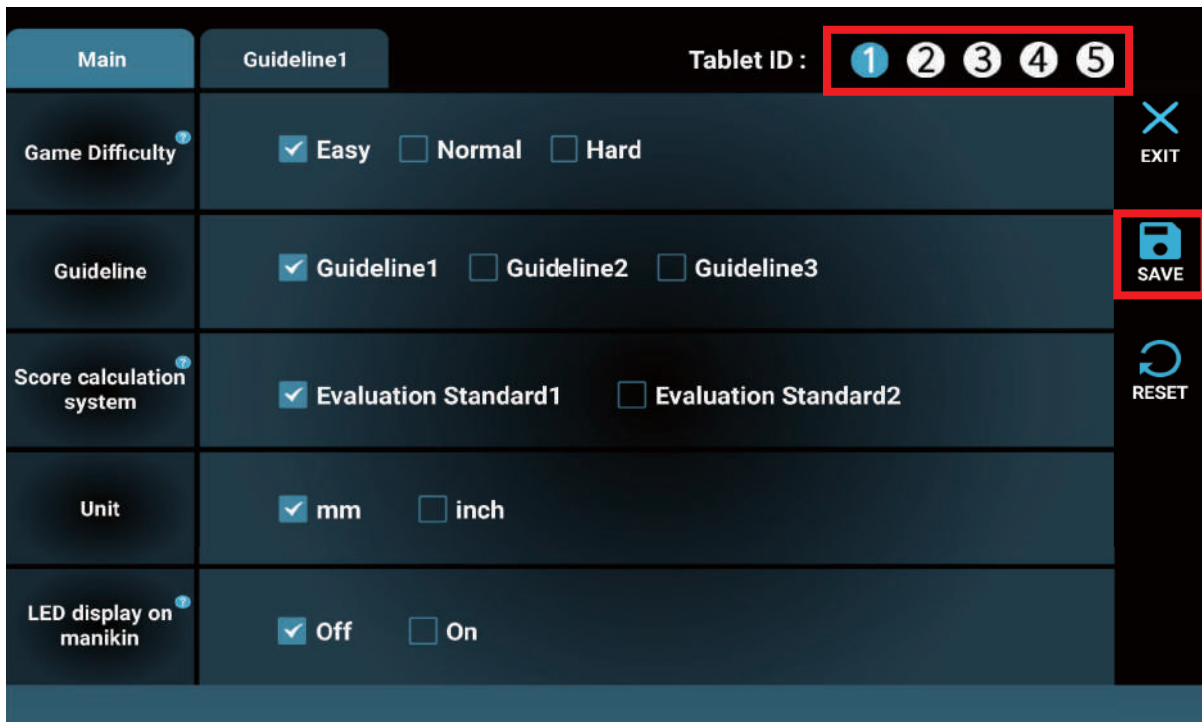 Main
Guideline1
Tablet ID : 1 2 3 4 5
Game Difficulty ?
Easy Normal Hard
EXIT
Guideline
Guideline1 Guideline2 Guideline3
SAVE
Score calculation ?
system
Evaluation Standard1 Evaluation Standard2
RESET
Unit
mm inch
LED display on ?
manikin
Off On